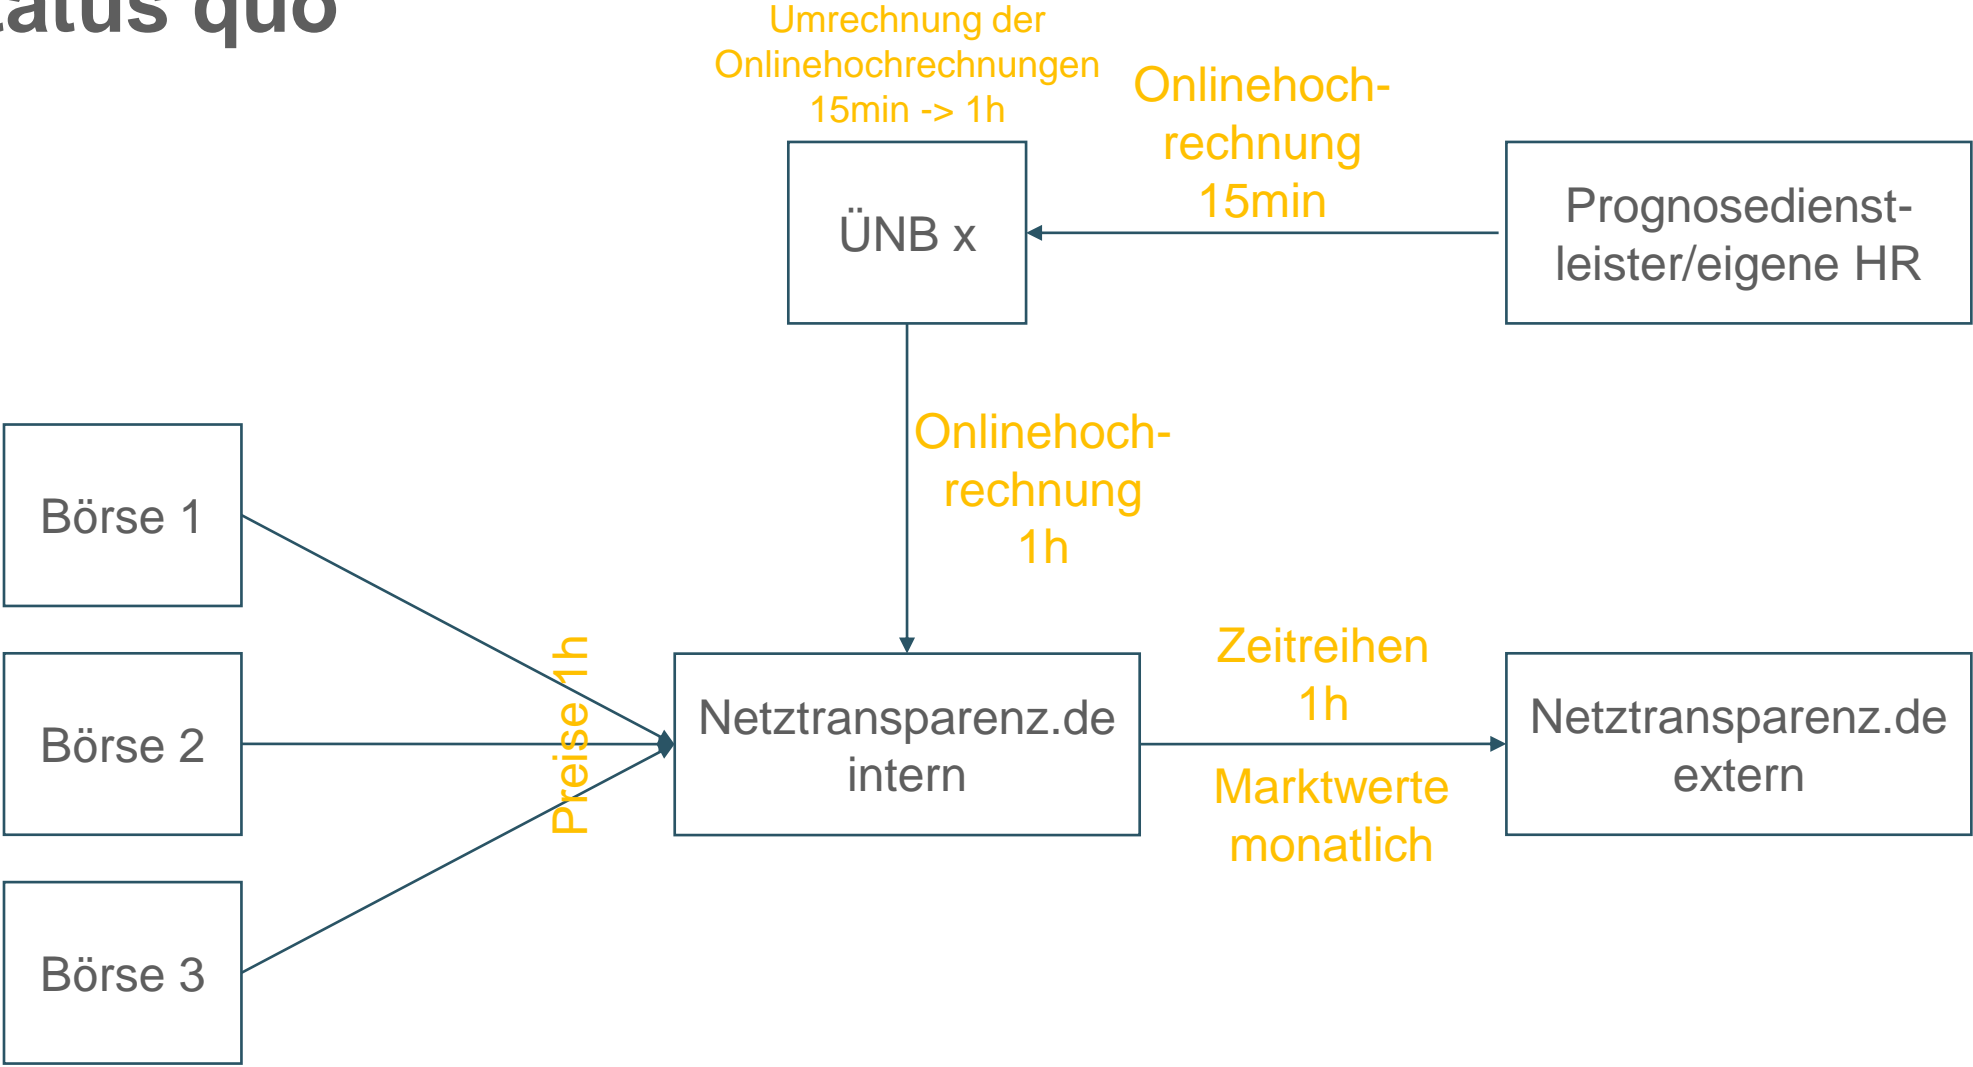 tatus quo
Umrechnung der
Onlinehochrechnungen
15min -> 1h
Onlinehoch-
rechnung
15min
ÜNB x
Prognosedienst-
leister/eigene HR
Onlinehoch-
rechnung
1h
Börse 1
Börse 2
Börse 3
Preise 1h
Netztransparenz.de
intern
Zeitreihen
1h
Marktwerte
monatlich
Netztransparenz.de
extern